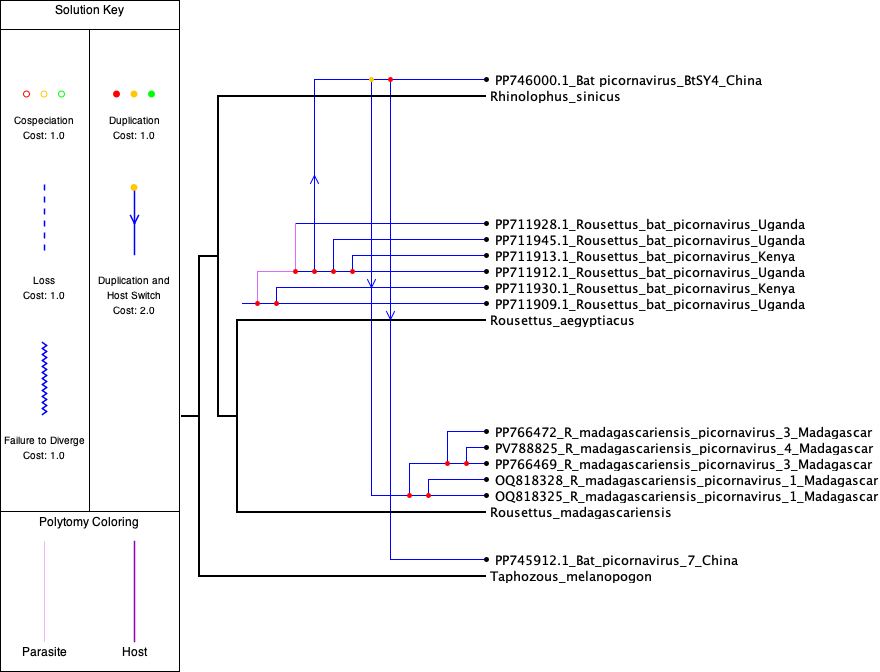 Solution Key
Cospeciation
Cost: 1.0
Duplication
Cost: 1.0
Loss
Cost: 1.0
Duplication and
Host Switch
Cost: 2.0
Failure to Diverge
Cost: 1.0
Polytomy Coloring
Parasite
Host
PP746000.1_Bat picornavirus_BtSY4_China
Rhinolophus_sinicus
PP711928.1_Rousettus_bat_picornavirus_Uganda
PP711945.1_Rousettus_bat_picornavirus_Uganda
PP711913.1_Rousettus_bat_picornavirus_Kenya
PP711912.1_Rousettus_bat_picornavirus_Uganda
PP711930.1_Rousettus_bat_picornavirus_Kenya
PP711909.1_Rousettus_bat_picornavirus_Uganda
Rousettus_aegyptiacus
PP766472_R_madagascariensis_picornavirus_3_Madagascar
PV788825_R_madagascariensis_picornavirus_4_Madagascar
PP766469_R_madagascariensis_picornavirus_3_Madagascar
OQ818328_R_madagascariensis_picornavirus_1_Madagascar
OQ818325_R_madagascariensis_picornavirus_1_Madagascar
Rousettus_madagascariensis
PP745912.1_Bat_picornavirus_7_China
Taphozous_melanopogon